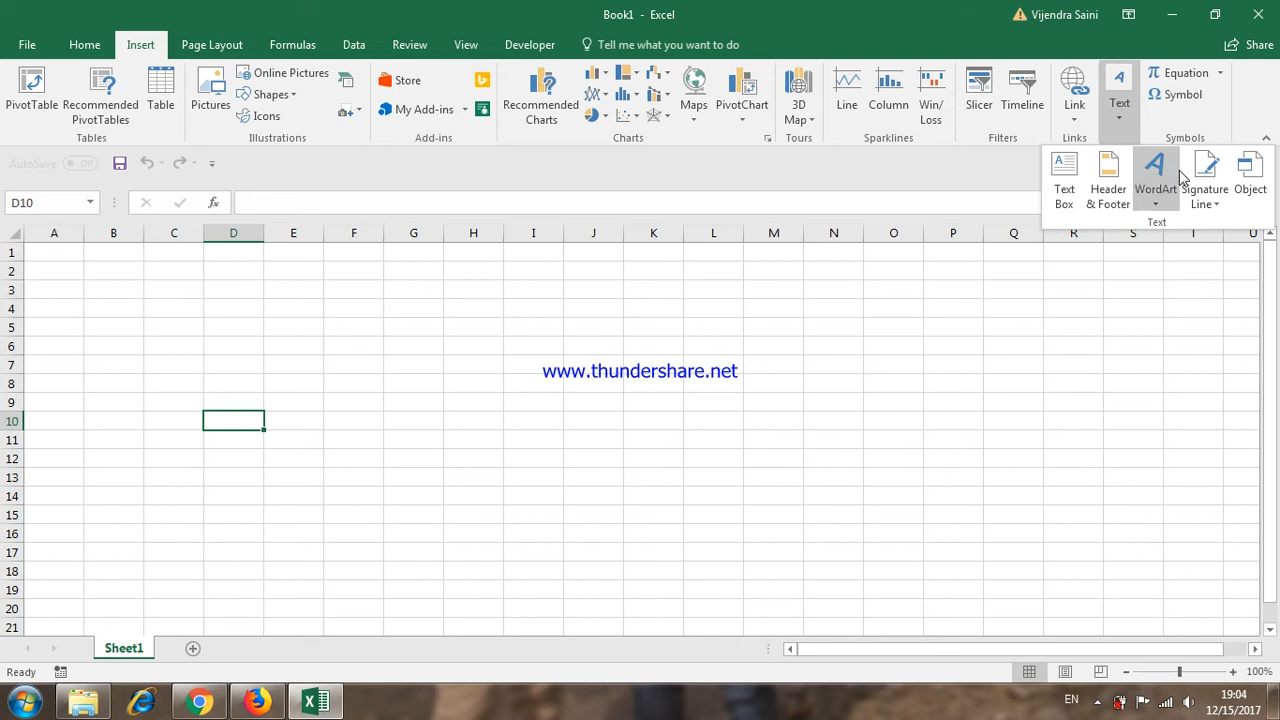 Book1 - Excel
Vijendra Saini
File Home Insert Page Layout Formulas Data Review View Developer Tell me what you want to do Share
PivotTable
Recommended
PivotTables
Table
Tables
Pictures
Online Pictures
Shapes
Icons
Illustrations
Store
My Add-ins
Add-ins
Recommended
Charts
Maps
PivotChart
Charts
3D
Map
Tours
Line
Column
Win/
Loss
Sparklines
Slicer
Timeline
Filters
Link
Links
Text
Equation
Symbol
Symbols
AutoSave Off
Text
Box
Header
& Footer
WordArt
Signature
Line
Object
Text
D10
fx
A B C D E F G H I J K L M N O P Q R S T U
1
2
3
4
5
6
7
www.thundershare.net
8
9
10
11
12
13
14
15
16
17
18
19
20
21
Sheet1
Ready
100%
EN
19:04
12/15/2017